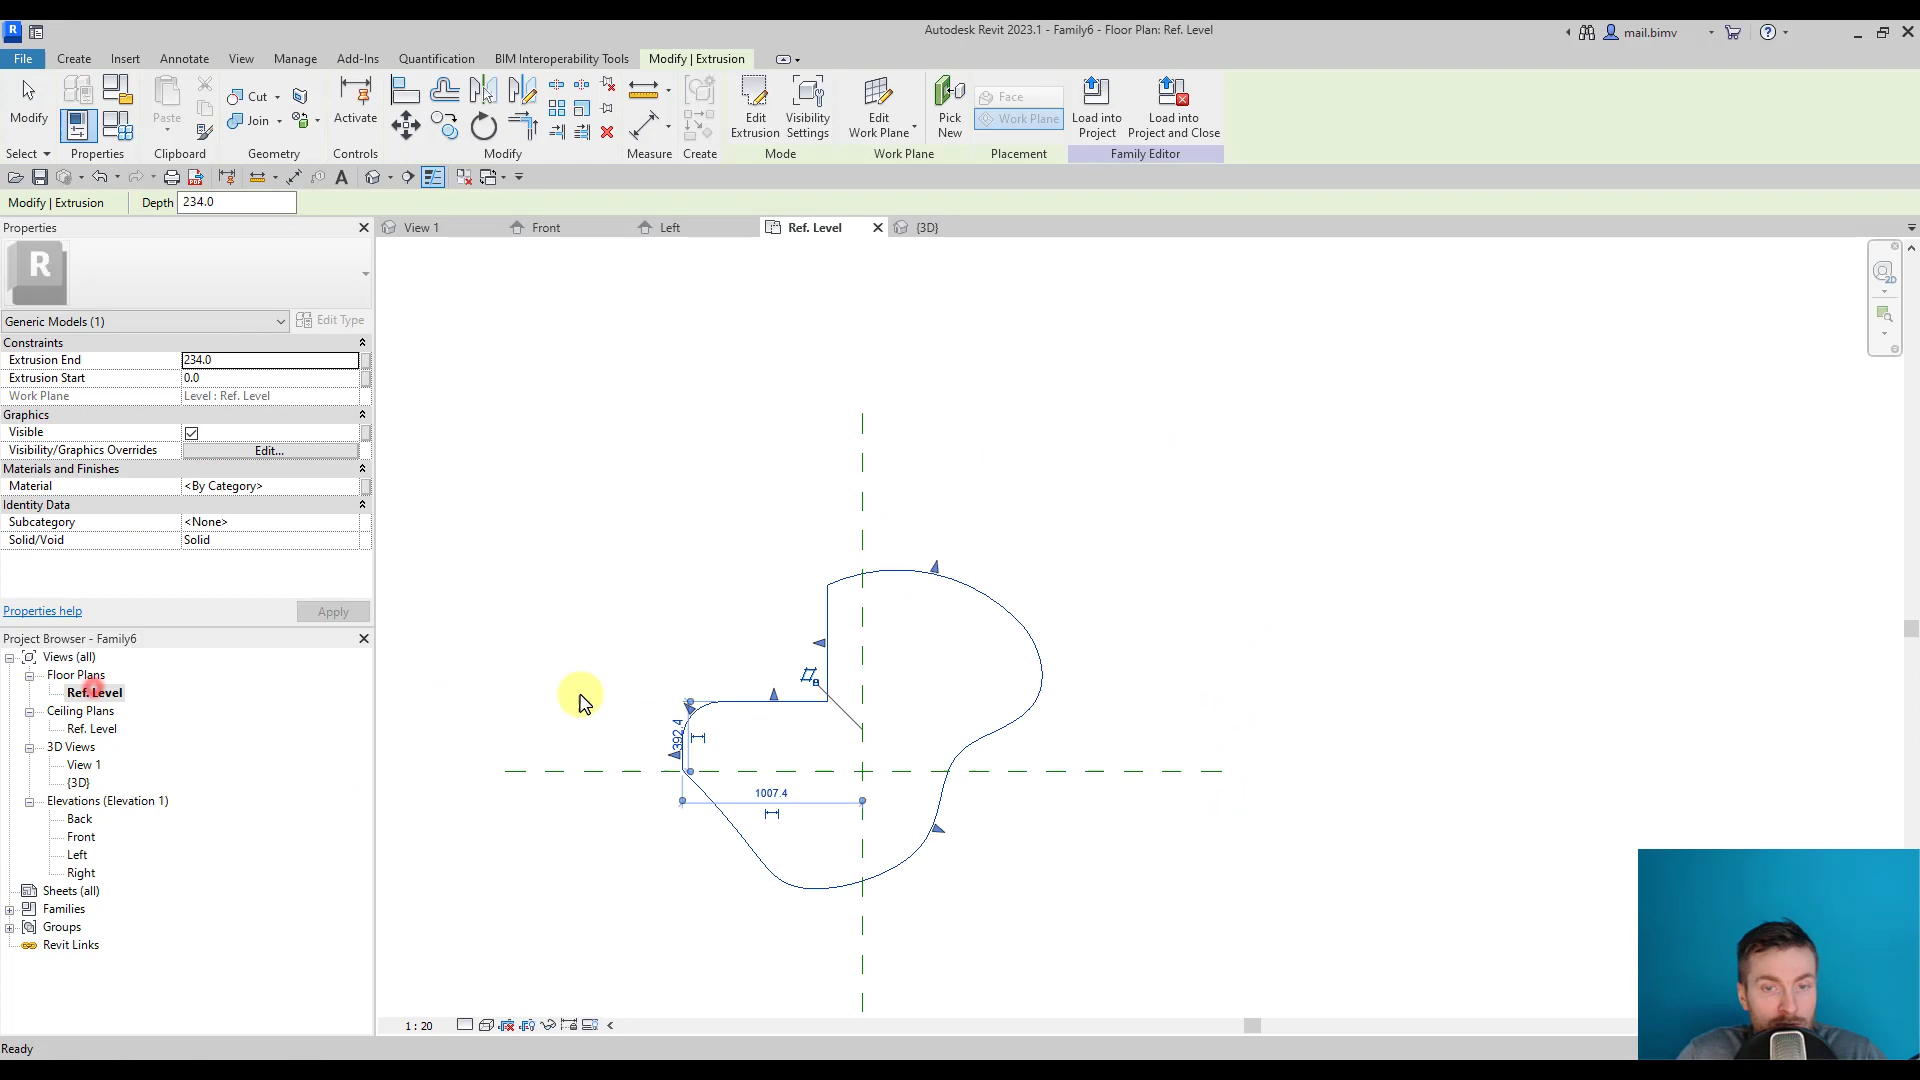 Autodesk Revit 2023.1 - Family6 - Floor Plan: Ref. Level
mail.bimv
File Create Insert Annotate View Manage Add-Ins Quantification BIM Interoperability Tools Modify | Extrusion
Modify
Paste
Cut
Join
Activate
Edit Extrusion
Visibility Settings
Edit Work Plane
Pick New
Face
Work Plane
Load into Project
Load into Project and Close
Select Properties Clipboard Geometry Controls Modify Measure Create Mode Work Plane Placement Family Editor
Modify | Extrusion Depth 234.0
Properties
View 1 Front Left Ref. Level {3D}
R
Generic Models (1) Edit Type
Constraints
Extrusion End 234.0
Extrusion Start 0.0
Work Plane Level : Ref. Level
Graphics
Visible
Visibility/Graphics Overrides Edit...
Materials and Finishes
Material <By Category>
Identity Data
Subcategory <None>
Solid/Void Solid
Properties help Apply
Project Browser - Family6
Views (all)
Floor Plans
Ref. Level
Ceiling Plans
Ref. Level
3D Views
View 1
{3D}
Elevations (Elevation 1)
Back
Front
Left
Right
Sheets (all)
Families
Groups
Revit Links
392.4
1007.4
1 : 20
Ready